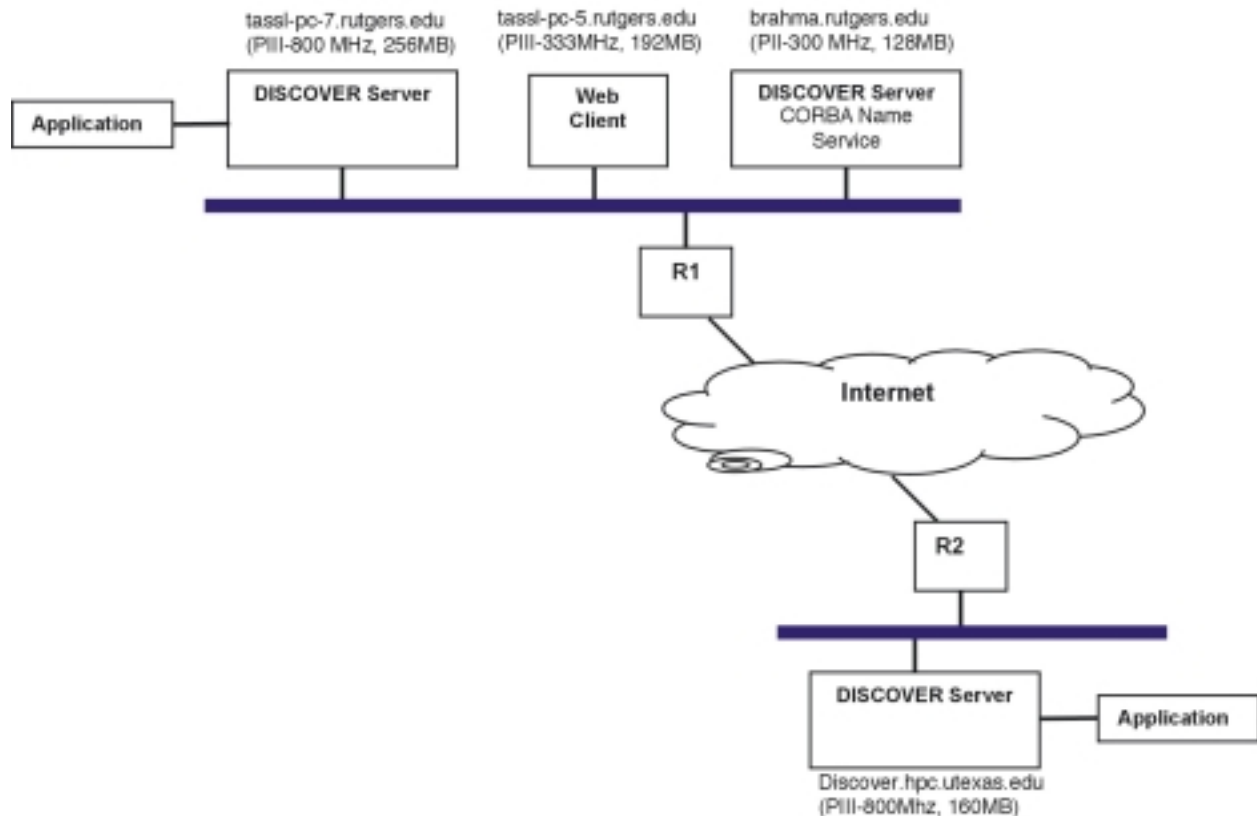 tassl-pc-7.rutgers.edu
(PIII-800 MHz, 256MB)
tassl-pc-5.rutgers.edu
(PIII-333MHz, 192MB)
brahma.rutgers.edu
(PII-300 MHz, 128MB)
Application
DISCOVER Server
Web
Client
DISCOVER Server
CORBA Name
Service
R1
Internet
R2
DISCOVER Server
Application
Discover.hpc.utexas.edu
(PIII-800Mhz, 160MB)